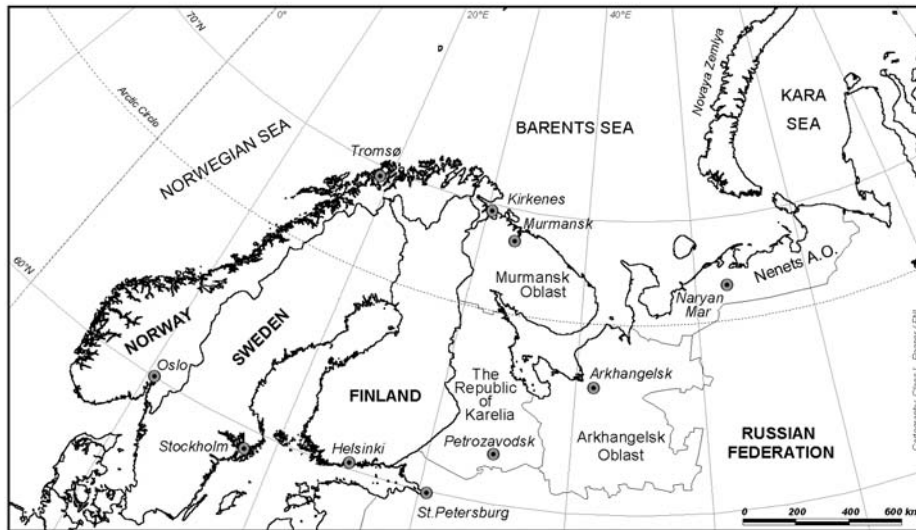 70°N
0°
20°E
40°E
60°E
Arctic Circle
NORWEGIAN SEA
BARENTS SEA
Novaya Zemlya
KARA
SEA
Tromsø
Kirkenes
Murmansk
Murmansk
Oblast
Nenets A.O.
Naryan
Mar
60°N
NORWAY
SWEDEN
Oslo
FINLAND
The
Republic
of
Karelia
Arkhangelsk
Stockholm
Helsinki
Petrozavodsk
Arkhangelsk
Oblast
RUSSIAN
FEDERATION
St.Petersburg
0 200 400 600 km